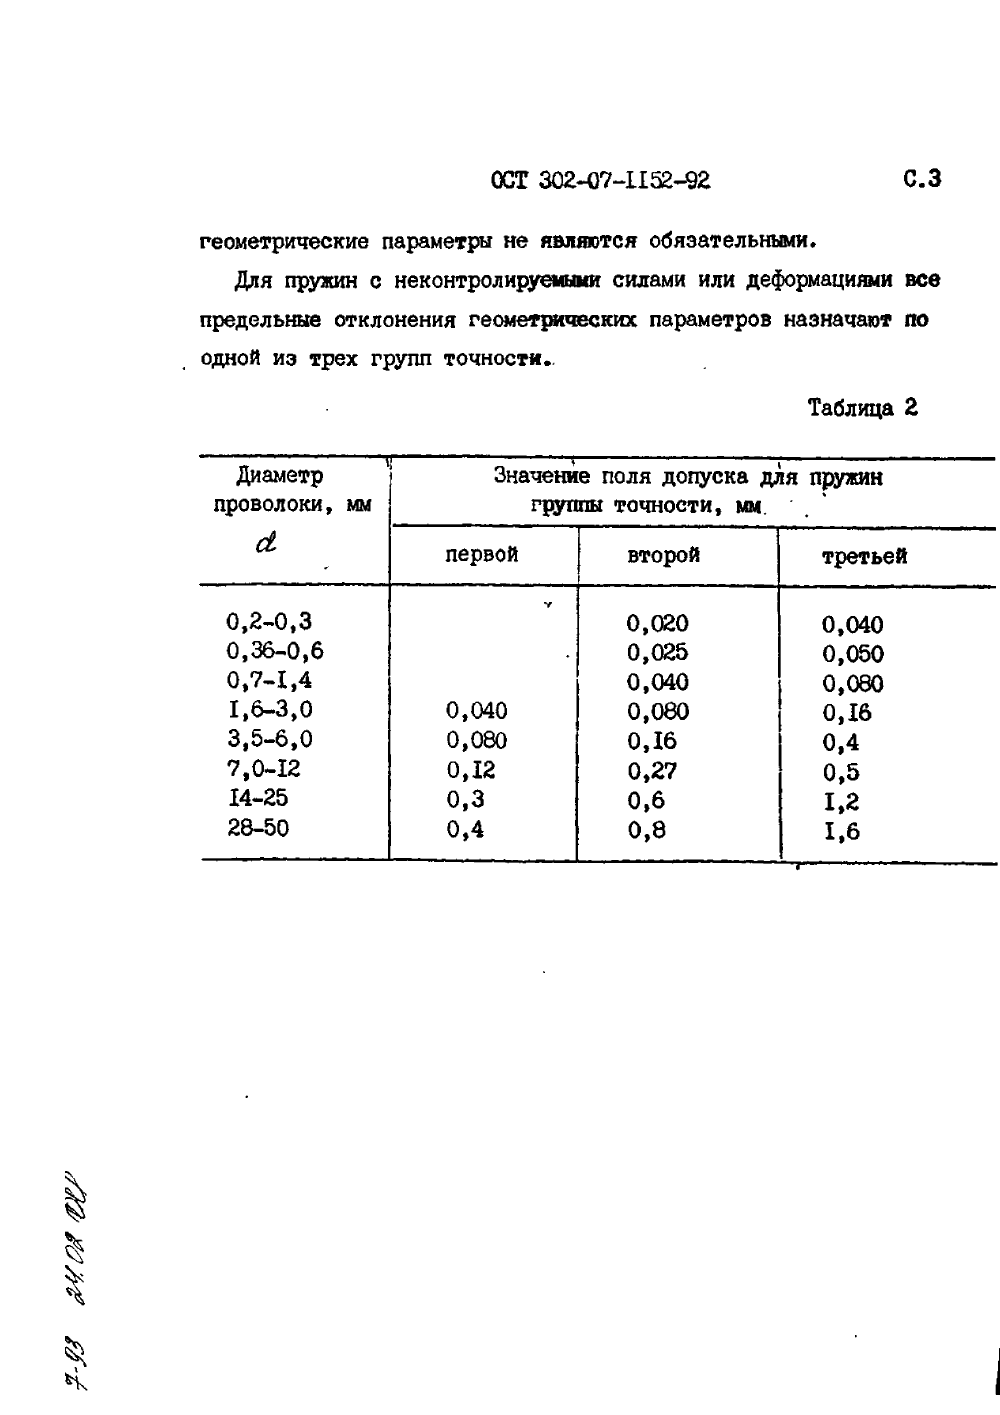 ОСТ 302-07-II52-92 С.3
геометрические параметры не являются обязательными.
Для пружин с неконтролируемыми силами или деформациями все
предельные отклонения геометрических параметров назначают по
одной из трех групп точности.
Таблица 2
Диаметр проволоки, мм d
Значение поля допуска для пружин
группы точности, мм
первой второй третьей
0,2-0,3 0,020 0,040
0,36-0,6 0,025 0,050
0,7-I,4 0,040 0,080
I,6-3,0 0,040 0,080 0,I6
3,5-6,0 0,080 0,I6 0,4
7,0-I2 0,I2 0,27 0,5
I4-25 0,3 0,6 I,2
28-50 0,4 0,8 I,6
7-93 24.02